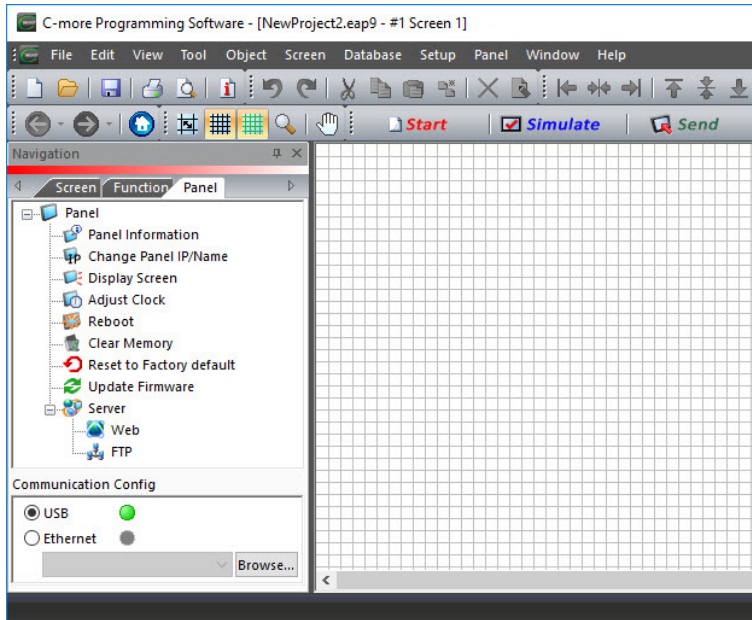 C-more Programming Software - [NewProject2.eap9 - #1 Screen 1]
File Edit View Tool Object Screen Database Setup Panel Window Help
Start Simulate Send
Navigation
Screen Function Panel
Panel
Panel Information
IP Change Panel IP/Name
Display Screen
Adjust Clock
Reboot
Clear Memory
Reset to Factory default
Update Firmware
Server
Web
FTP
Communication Config
USB
Ethernet
Browse...